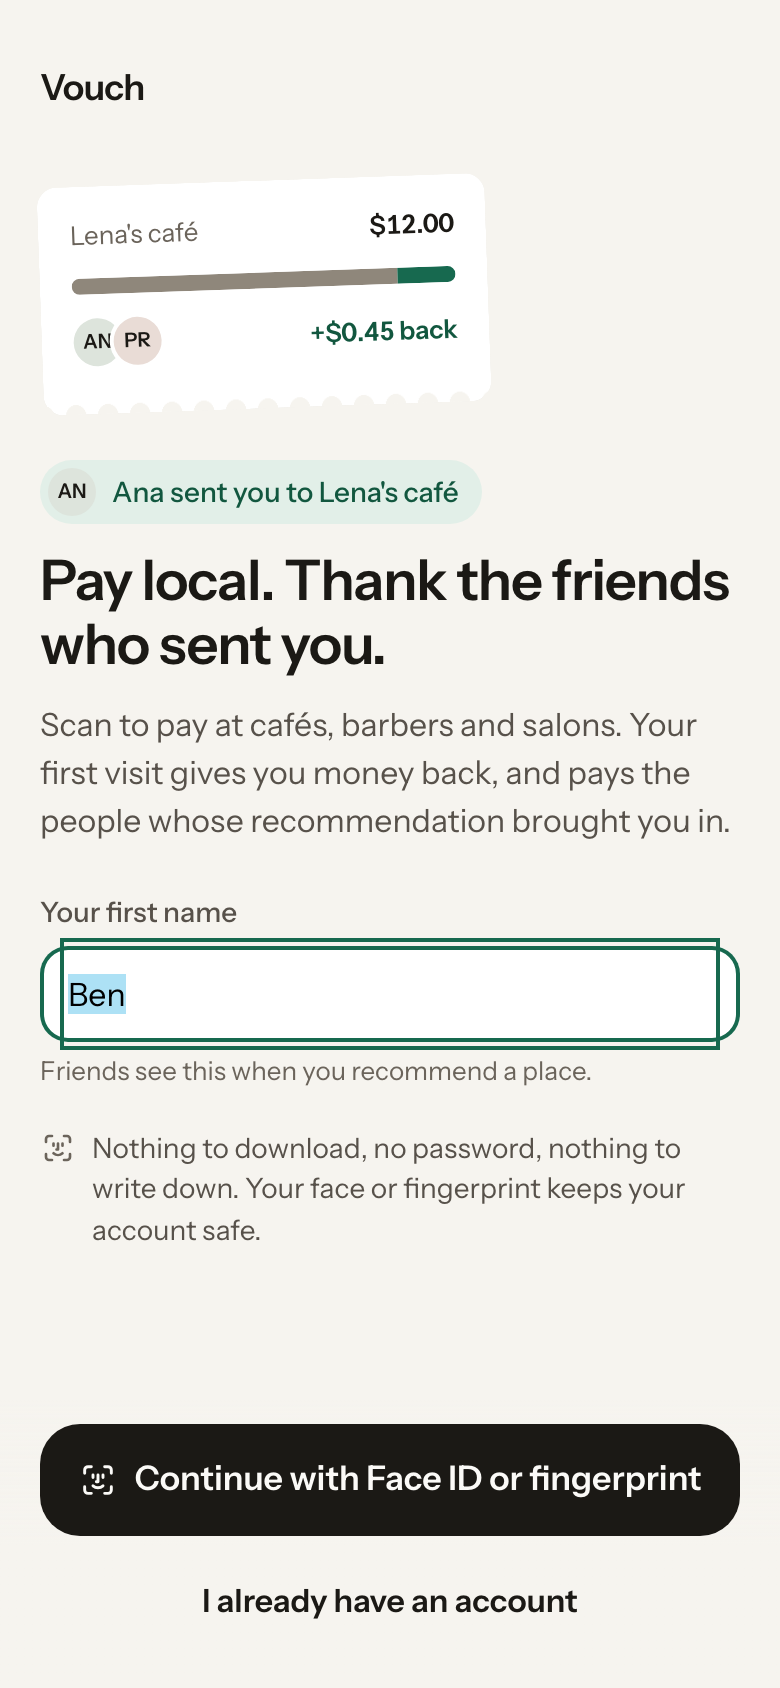 Vouch
Lena's café $12.00
AN PR +$0.45 back
AN Ana sent you to Lena's café
Pay local. Thank the friends
who sent you.
Scan to pay at cafés, barbers and salons. Your
first visit gives you money back, and pays the
people whose recommendation brought you in.
Your first name
Ben
Friends see this when you recommend a place.
Nothing to download, no password, nothing to
write down. Your face or fingerprint keeps your
account safe.
Continue with Face ID or fingerprint
I already have an account